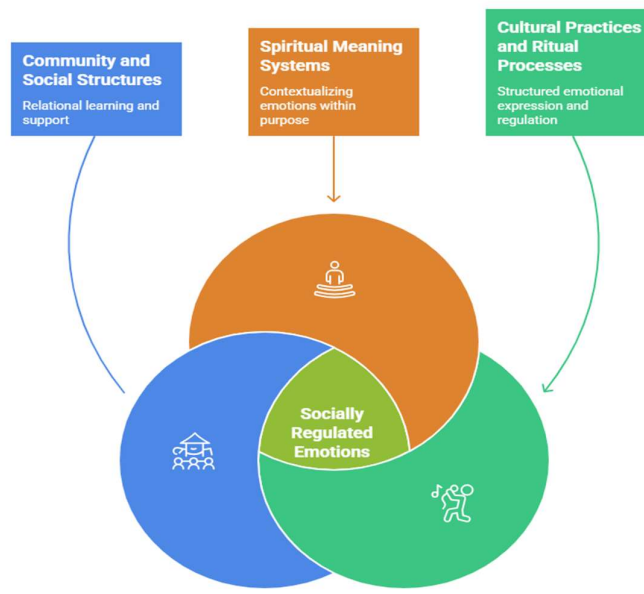 Community and
Social Structures
Relational learning and
support
Spiritual Meaning
Systems
Contextualizing
emotions within
purpose
Cultural Practices
and Ritual
Processes
Structured emotional
expression and
regulation
Socially
Regulated
Emotions